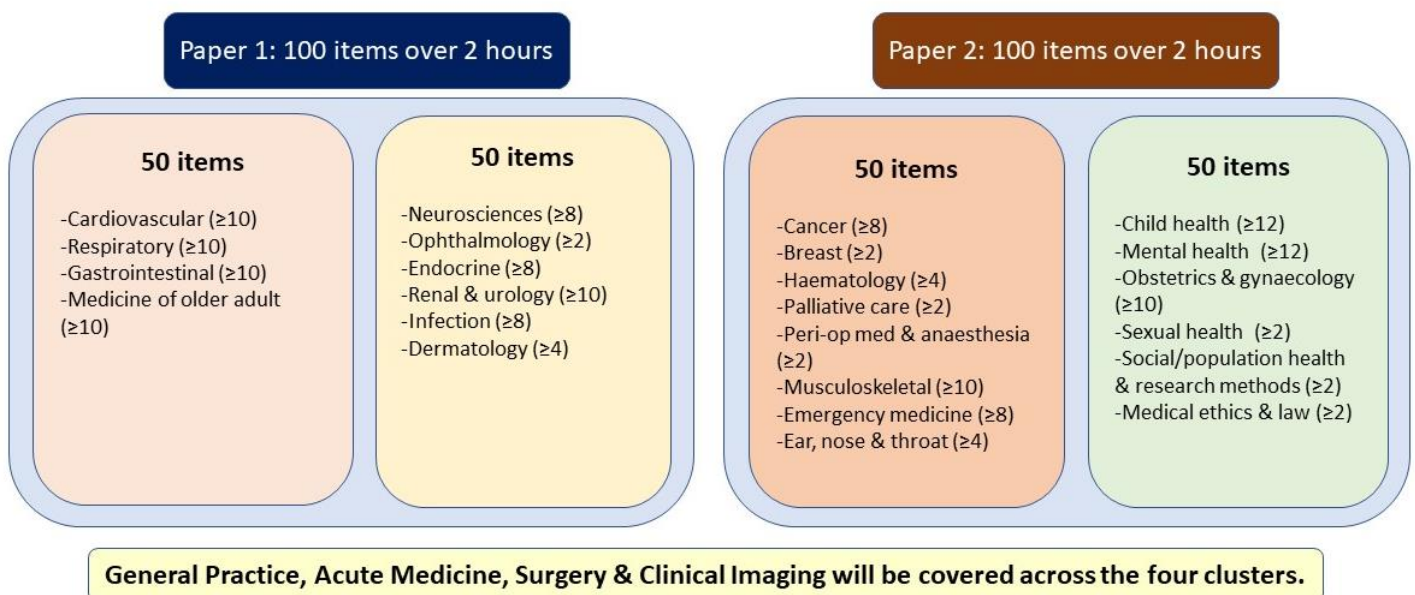 Paper 1: 100 items over 2 hours
50 items
-Cardiovascular (≥10)
-Respiratory (≥10)
-Gastrointestinal (≥10)
-Medicine of older adult
(≥10)
50 items
-Neurosciences (≥8)
-Ophthalmology (≥2)
-Endocrine (≥8)
-Renal & urology (≥10)
-Infection (≥8)
-Dermatology (≥4)
Paper 2: 100 items over 2 hours
50 items
-Cancer (≥8)
-Breast (≥2)
-Haematology (≥4)
-Palliative care (≥2)
-Peri-op med & anaesthesia
(≥2)
-Musculoskeletal (≥10)
-Emergency medicine (≥8)
-Ear, nose & throat (≥4)
50 items
-Child health (≥12)
-Mental health (≥12)
-Obstetrics & gynaecology
(≥10)
-Sexual health (≥2)
-Social/population health
& research methods (≥2)
-Medical ethics & law (≥2)
General Practice, Acute Medicine, Surgery & Clinical Imaging will be covered across the four clusters.